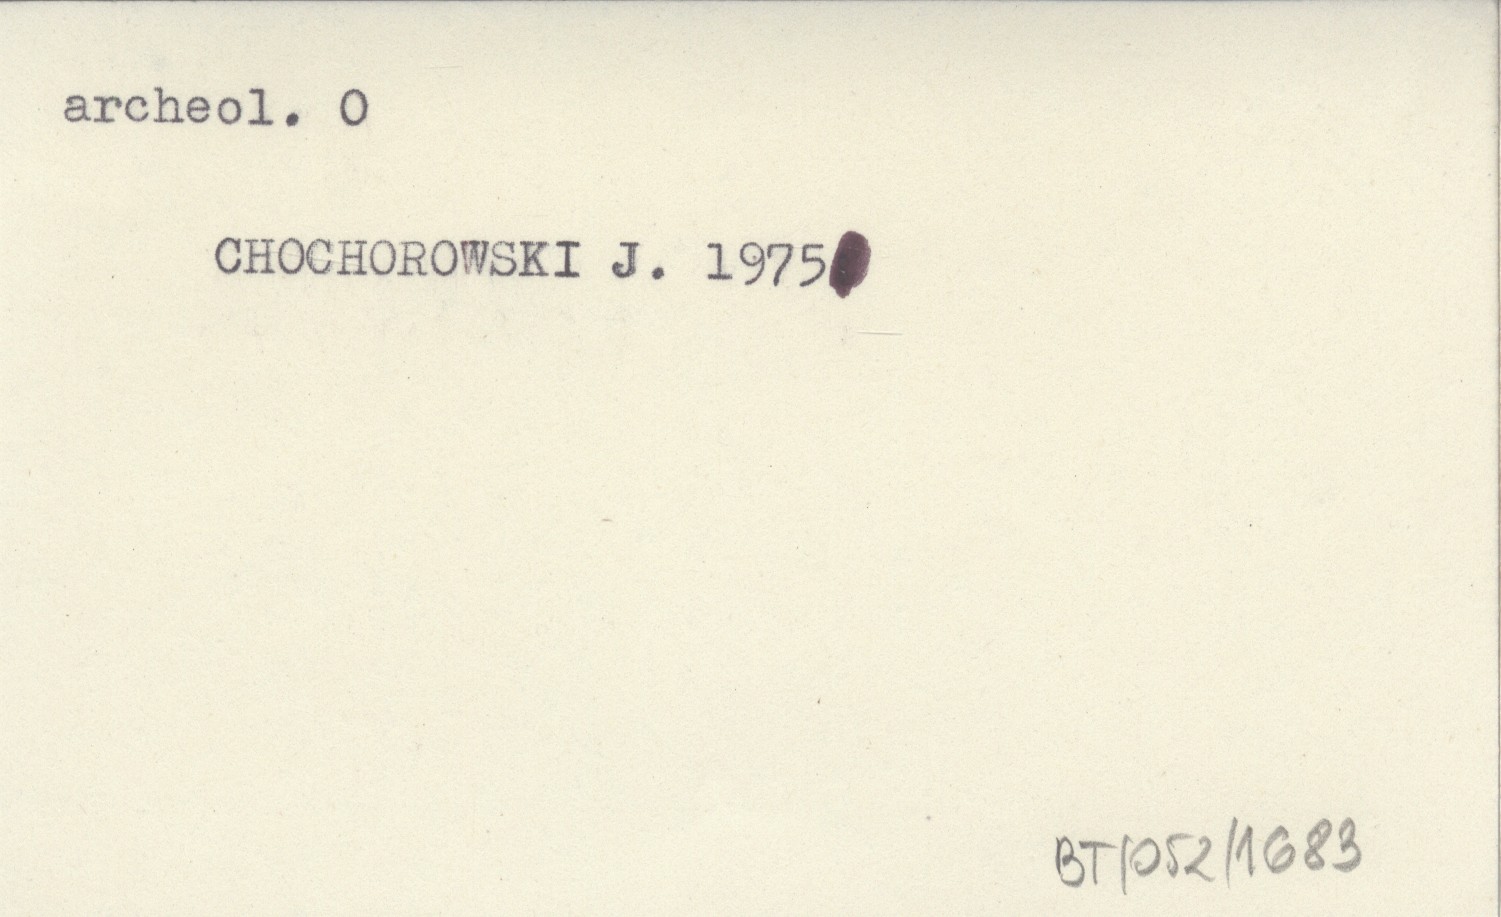 archeol. O
CHOCHOROWSKI J. 1975
BT/052/1683